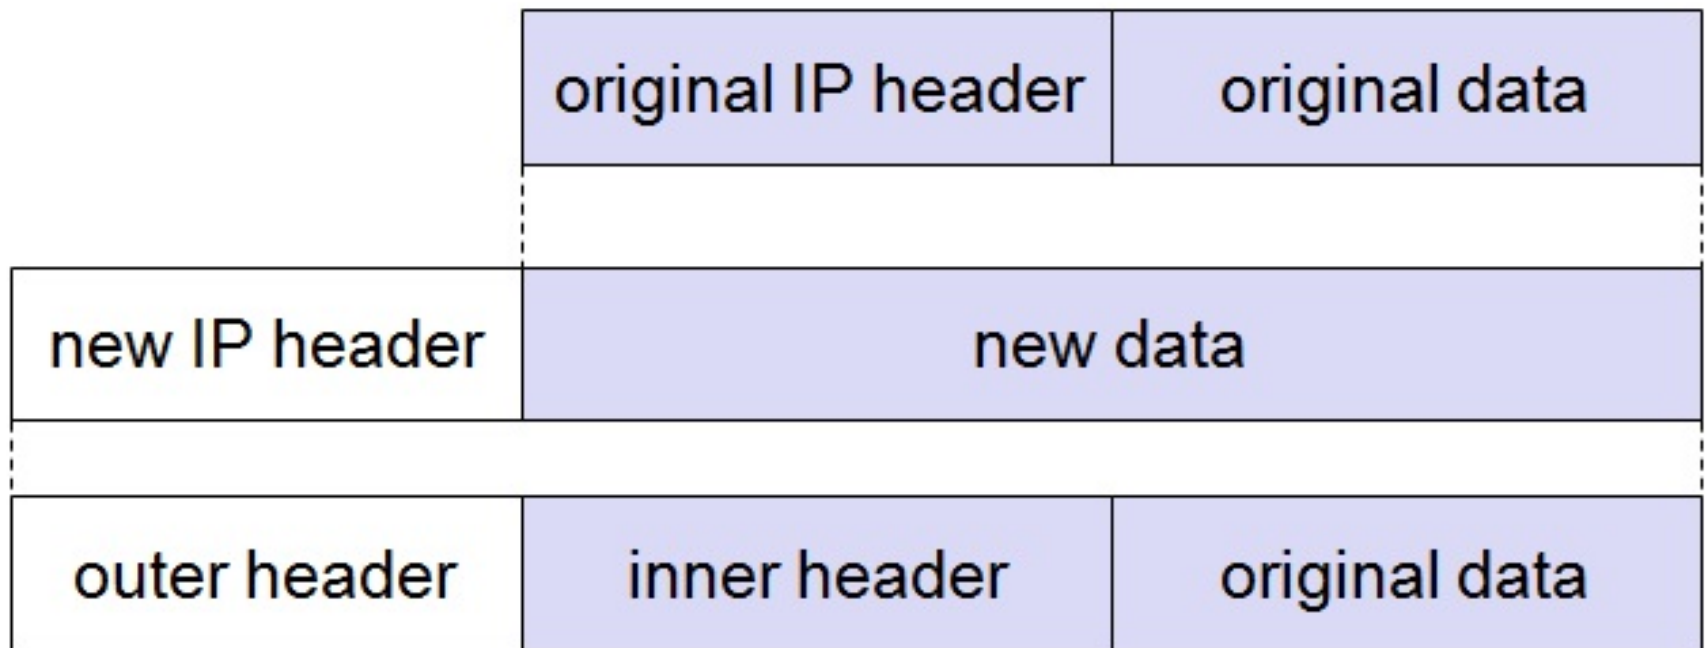 original IP header original data
new IP header new data
outer header inner header original data